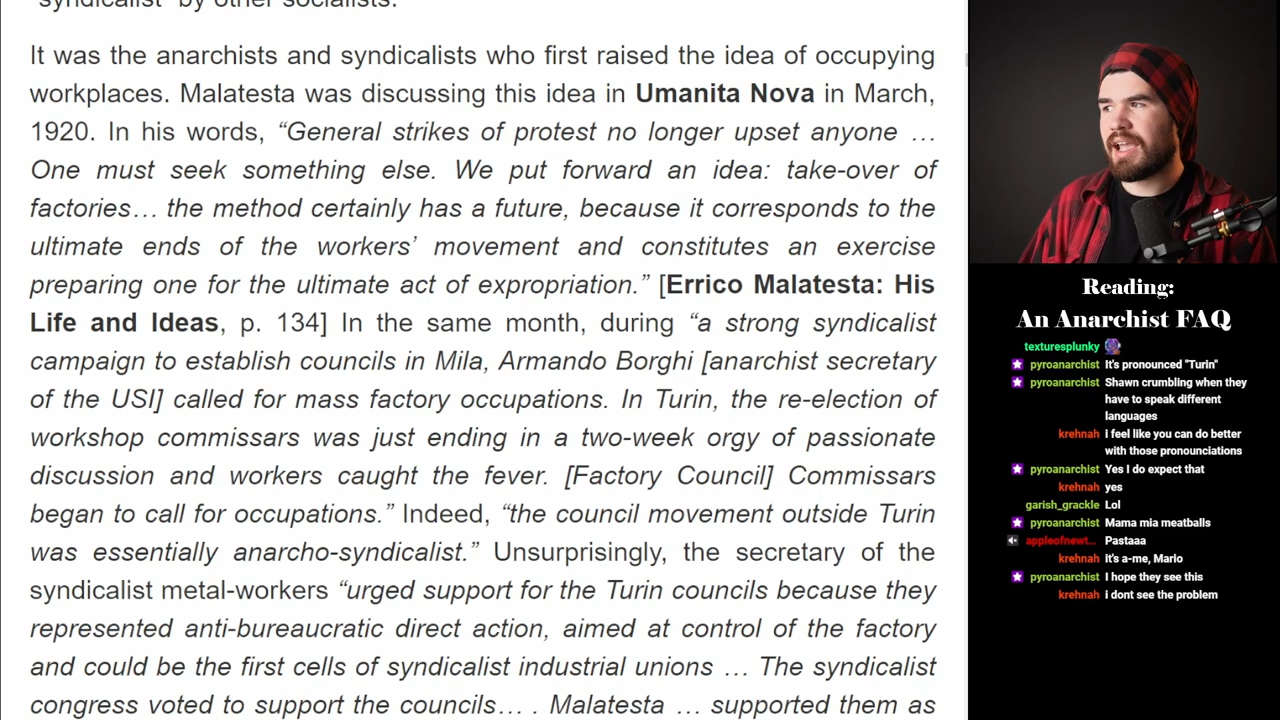 "syndicalist" by other socialists.
It was the anarchists and syndicalists who first raised the idea of occupying
workplaces. Malatesta was discussing this idea in Umanita Nova in March,
1920. In his words, “General strikes of protest no longer upset anyone …
One must seek something else. We put forward an idea: take-over of
factories… the method certainly has a future, because it corresponds to the
ultimate ends of the workers’ movement and constitutes an exercise
preparing one for the ultimate act of expropriation.” [Errico Malatesta: His
Life and Ideas, p. 134] In the same month, during “a strong syndicalist
campaign to establish councils in Mila, Armando Borghi [anarchist secretary
of the USI] called for mass factory occupations. In Turin, the re-election of
workshop commissars was just ending in a two-week orgy of passionate
discussion and workers caught the fever. [Factory Council] Commissars
began to call for occupations.” Indeed, “the council movement outside Turin
was essentially anarcho-syndicalist.” Unsurprisingly, the secretary of the
syndicalist metal-workers “urged support for the Turin councils because they
represented anti-bureaucratic direct action, aimed at control of the factory
and could be the first cells of syndicalist industrial unions … The syndicalist
congress voted to support the councils… . Malatesta … supported them as
Reading:
An Anarchist FAQ
texturesplunky
pyroanarchist It's pronounced "Turin"
pyroanarchist Shawn crumbling when they
have to speak different
languages
krehnah i feel like you can do better
with those pronounciations
pyroanarchist Yes I do expect that
krehnah yes
garish_grackle Lol
pyroanarchist Mama mia meatballs
appleofnewt... Pastaaa
krehnah it's a-me, Mario
pyroanarchist I hope they see this
krehnah i dont see the problem